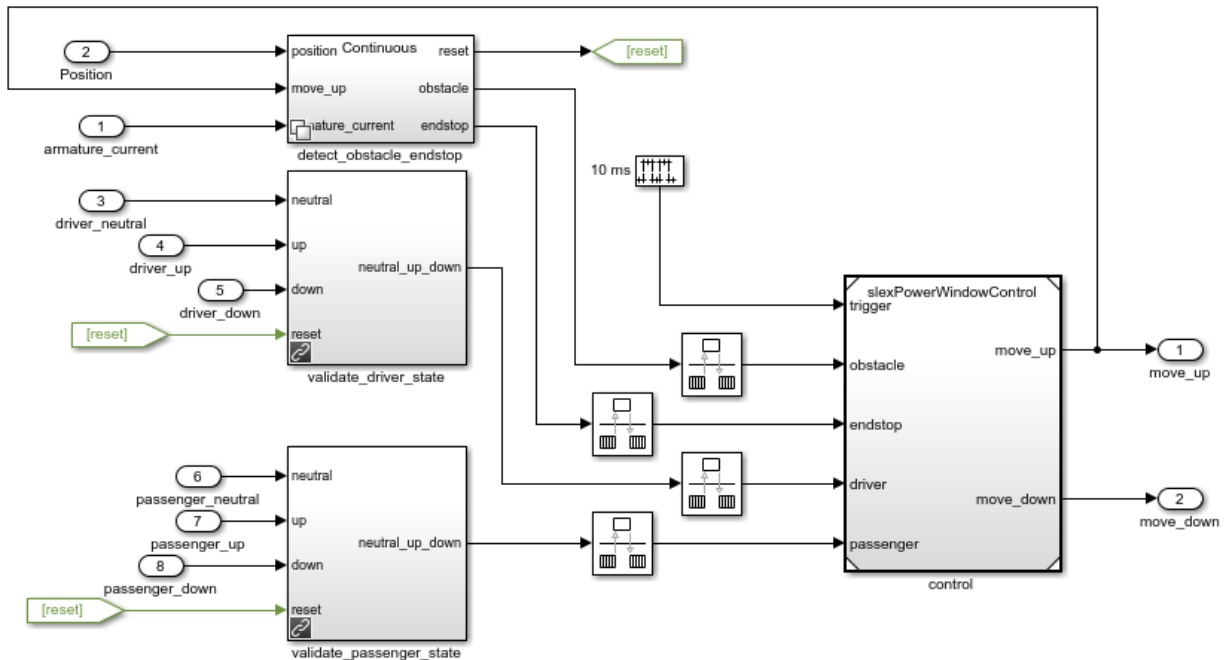 2
Position
1
armature_current
position
Continuous
reset
move_up
obstacle
nature_current
endstop
detect_obstacle_endstop
[reset]
10 ms
3
driver_neutral
4
driver_up
5
driver_down
[reset]
neutral
up
neutral_up_down
down
reset
validate_driver_state
6
passenger_neutral
7
passenger_up
8
passenger_down
[reset]
neutral
up
neutral_up_down
down
reset
validate_passenger_state
slexPowerWindowControl
trigger
move_up
obstacle
endstop
driver
move_down
passenger
control
1
move_up
2
move_down